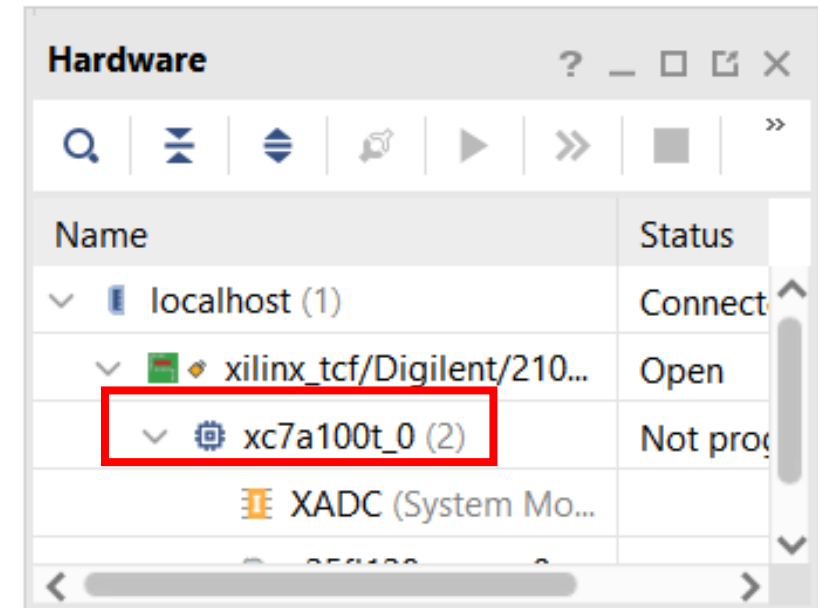 Hardware
Name Status
localhost (1) Connect
xilinx_tcf/Digilent/210... Open
xc7a100t_0 (2) Not prog
XADC (System Mo...